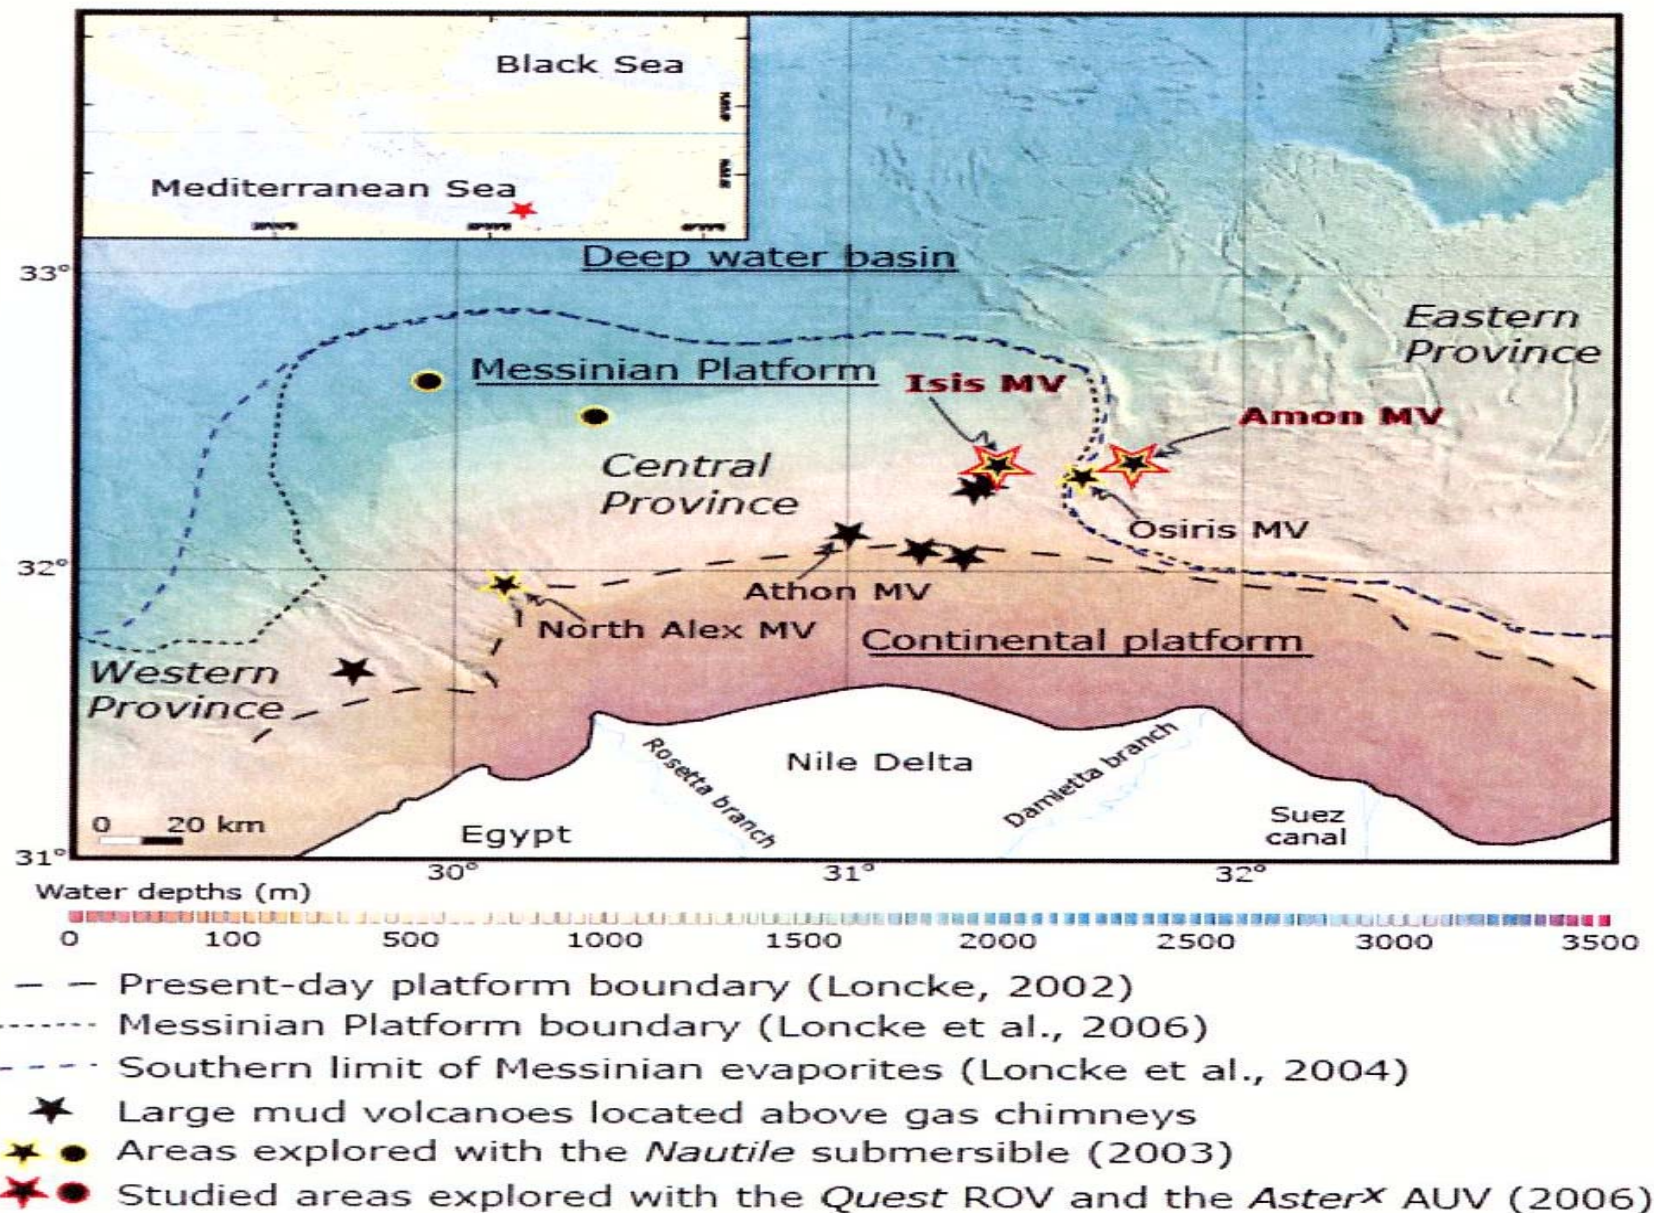 Black Sea
Mediterranean Sea
Deep water basin
33°
Eastern
Province
Messinian Platform
Isis MV
Amon MV
Central
Province
Osiris MV
32°
Athon MV
North Alex MV
Continental platform
Western
Province
Rosetta branch
Nile Delta
Damietta branch
0 20 km
Egypt
Suez
canal
31°
30° 31° 32°
Water depths (m)
0 100 500 1000 1500 2000 2500 3000 3500
Present-day platform boundary (Loncke, 2002)
Messinian Platform boundary (Loncke et al., 2006)
Southern limit of Messinian evaporites (Loncke et al., 2004)
Large mud volcanoes located above gas chimneys
Areas explored with the Nautile submersible (2003)
Studied areas explored with the Quest ROV and the Asterx AUV (2006)